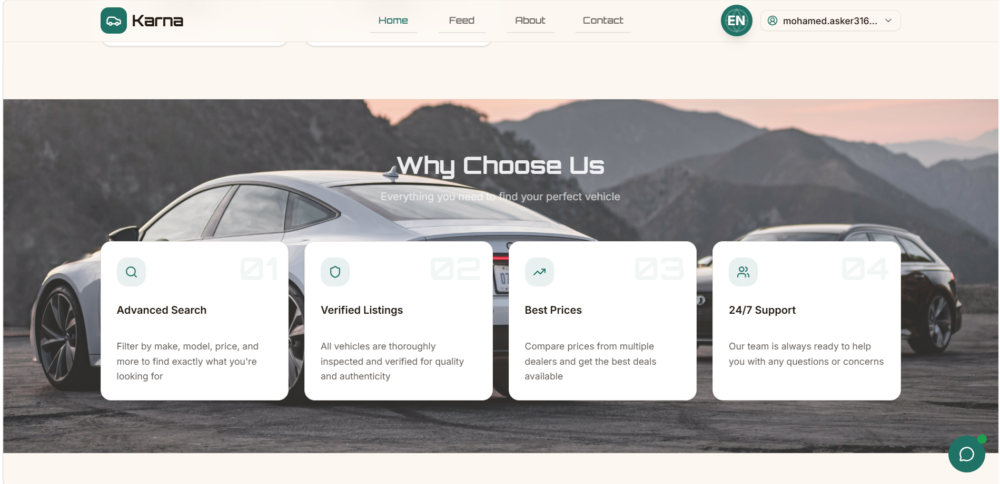 Karna
Home
Feed
About
Contact
EN
mohamed.asker316...
Why Choose Us
Everything you need to find your perfect vehicle
01
Advanced Search
Filter by make, model, price, and
more to find exactly what you're
looking for
02
Verified Listings
All vehicles are thoroughly
inspected and verified for quality
and authenticity
03
Best Prices
Compare prices from multiple
dealers and get the best deals
available
04
24/7 Support
Our team is always ready to help
you with any questions or concerns